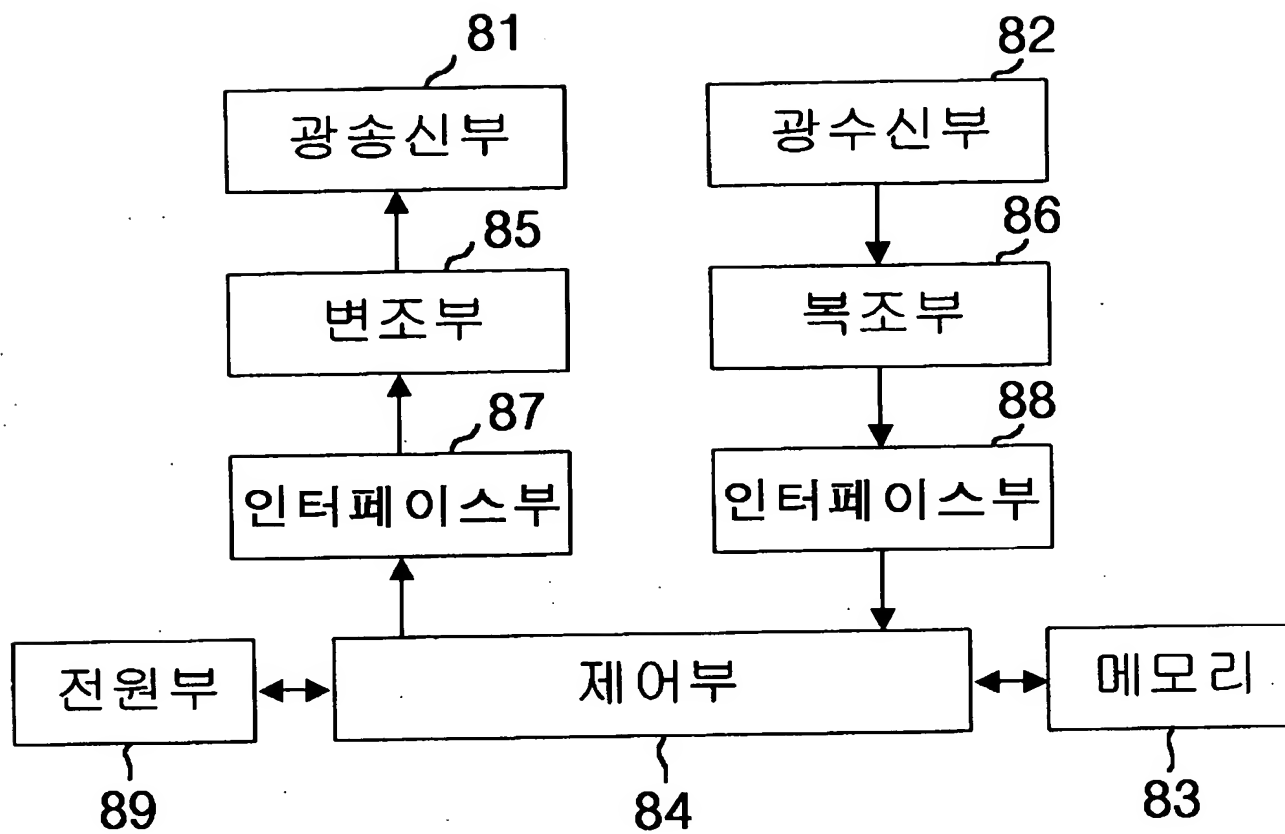 81
82
광송신부
광수신부
85
86
변조부
복조부
87
88
인터페이스부
인터페이스부
전원부
제어부
메모리
89
84
83